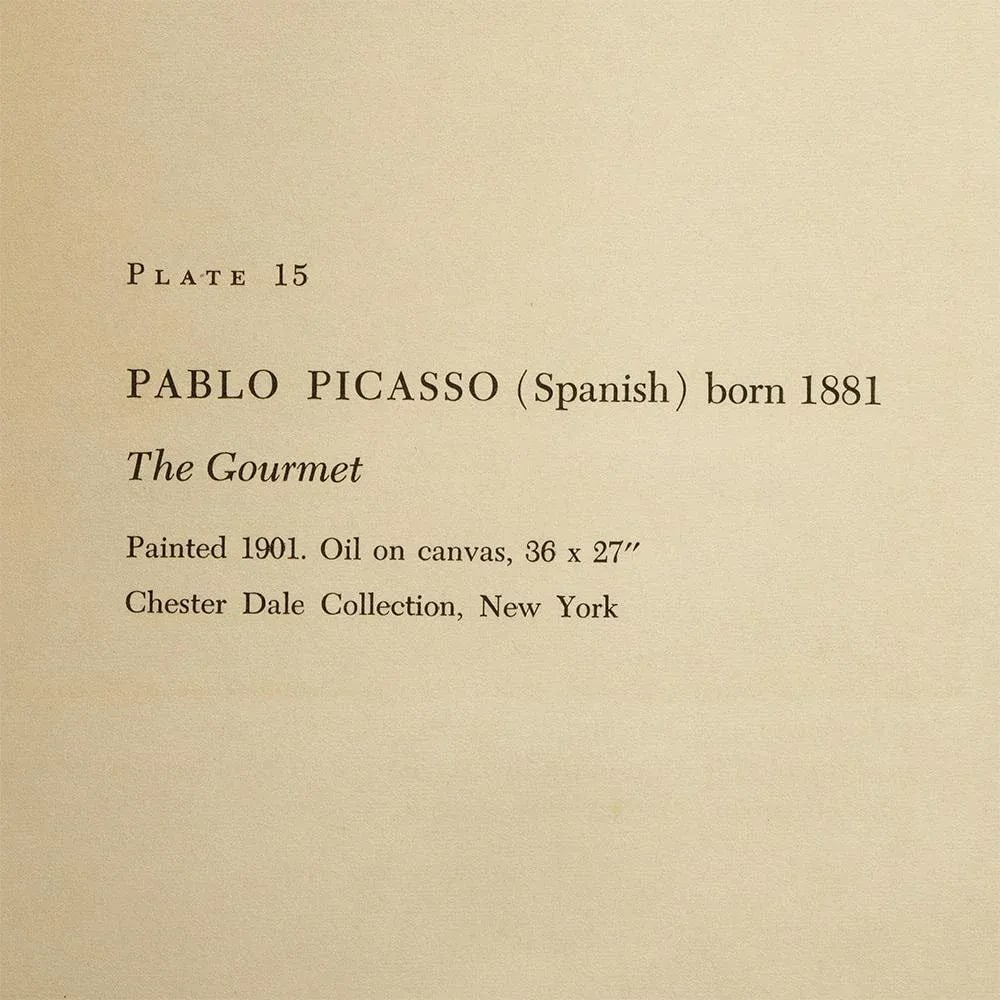 PLATE 15
PABLO PICASSO (Spanish) born 1881
The Gourmet
Painted 1901. Oil on canvas, 36 x 27″
Chester Dale Collection, New York